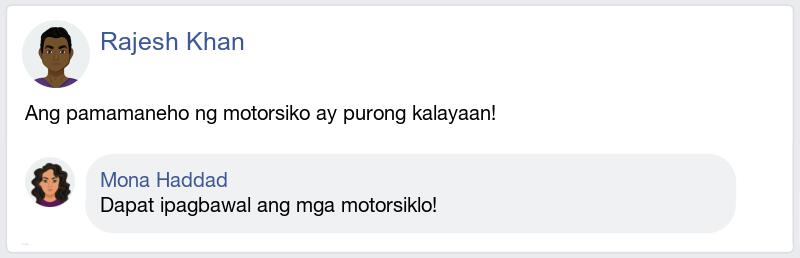 Rajesh Khan
Ang pamamaneho ng motorsiko ay purong kalayaan!
Mona Haddad
Dapat ipagbawal ang mga motorsiklo!